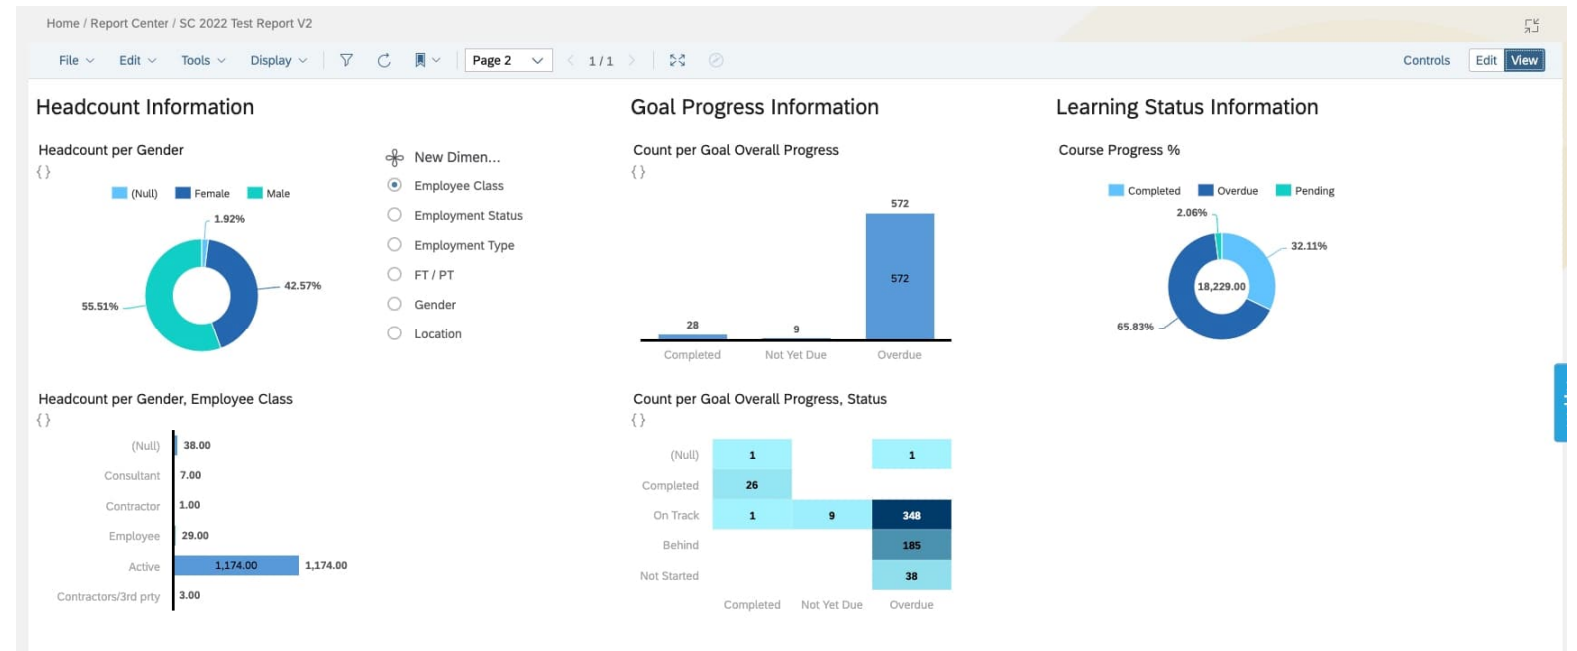 Home / Report Center / SC 2022 Test Report V2
File Edit Tools Display Page 2 1 / 1 Controls Edit View
Headcount Information
Headcount per Gender
{}
(Null) Female Male
1.92%
42.57%
55.51%
New Dimen...
Employee Class
Employment Status
Employment Type
FT / PT
Gender
Location
Headcount per Gender, Employee Class
{}
(Null) 38.00
Consultant 7.00
Contractor 1.00
Employee 29.00
Active 1,174.00 1,174.00
Contractors/3rd prty 3.00
Goal Progress Information
Count per Goal Overall Progress
{}
572
572
28
9
Completed Not Yet Due Overdue
Count per Goal Overall Progress, Status
{}
(Null) 1 1
Completed 26
On Track 1 9 348
Behind 185
Not Started 38
Completed Not Yet Due Overdue
Learning Status Information
Course Progress %
Completed Overdue Pending
2.06%
32.11%
18,229.00
65.83%